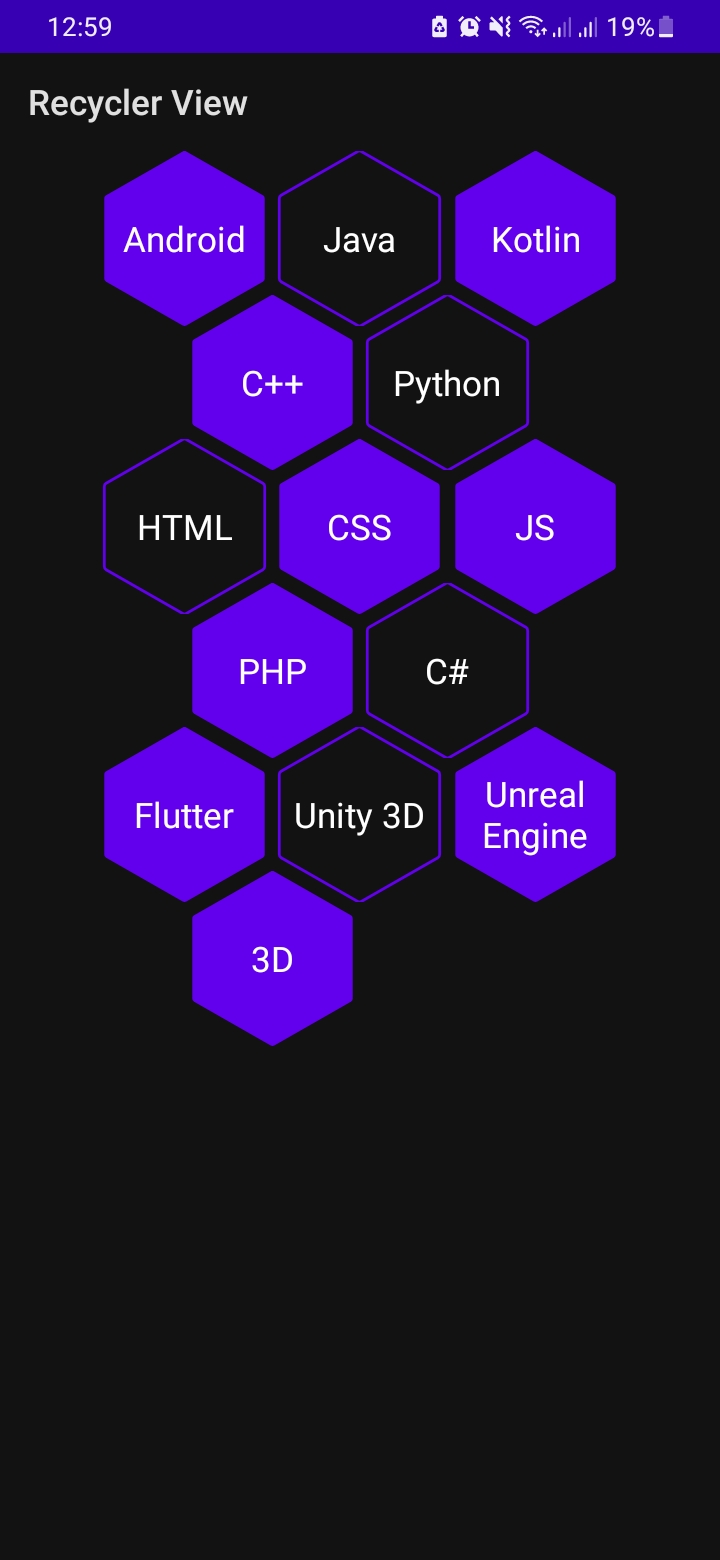 12:59 19%
Recycler View
Android Java Kotlin
C++ Python
HTML CSS JS
PHP C#
Flutter Unity 3D Unreal
Engine
3D